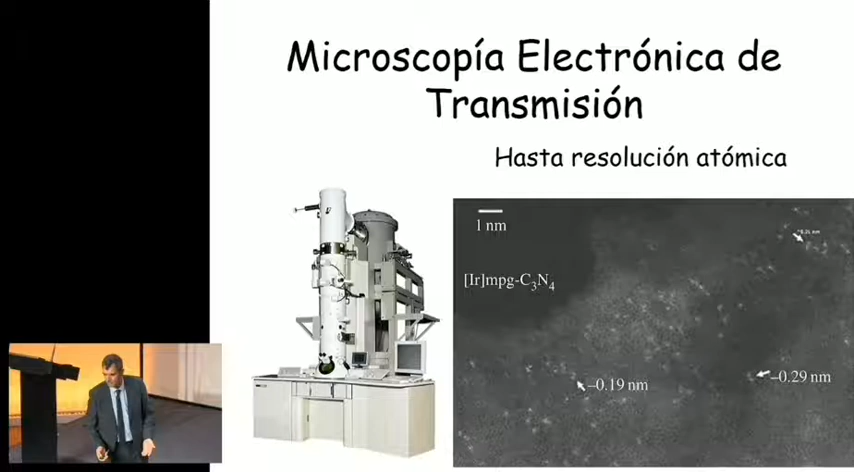 Microscopía Electrónica de
Transmisión
Hasta resolución atómica
1 nm
[Ir]mpg-C₃N₄
–0.19 nm
–0.29 nm